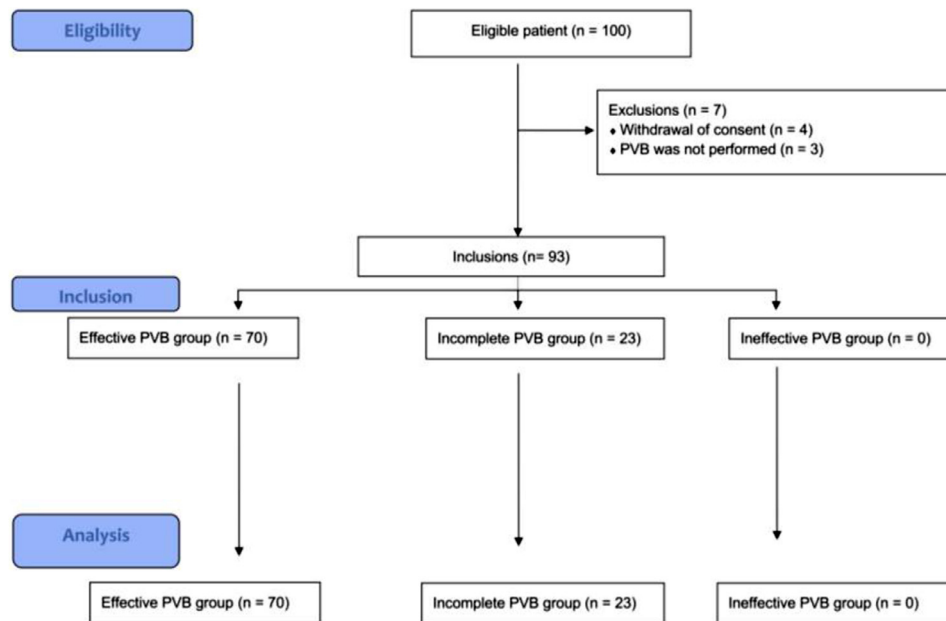 Eligibility
Eligible patient (n = 100)
Exclusions (n = 7)
♦ Withdrawal of consent (n = 4)
♦ PVB was not performed (n = 3)
Inclusions (n= 93)
Inclusion
Effective PVB group (n = 70)
Incomplete PVB group (n = 23)
Ineffective PVB group (n = 0)
Analysis
Effective PVB group (n = 70)
Incomplete PVB group (n = 23)
Ineffective PVB group (n = 0)